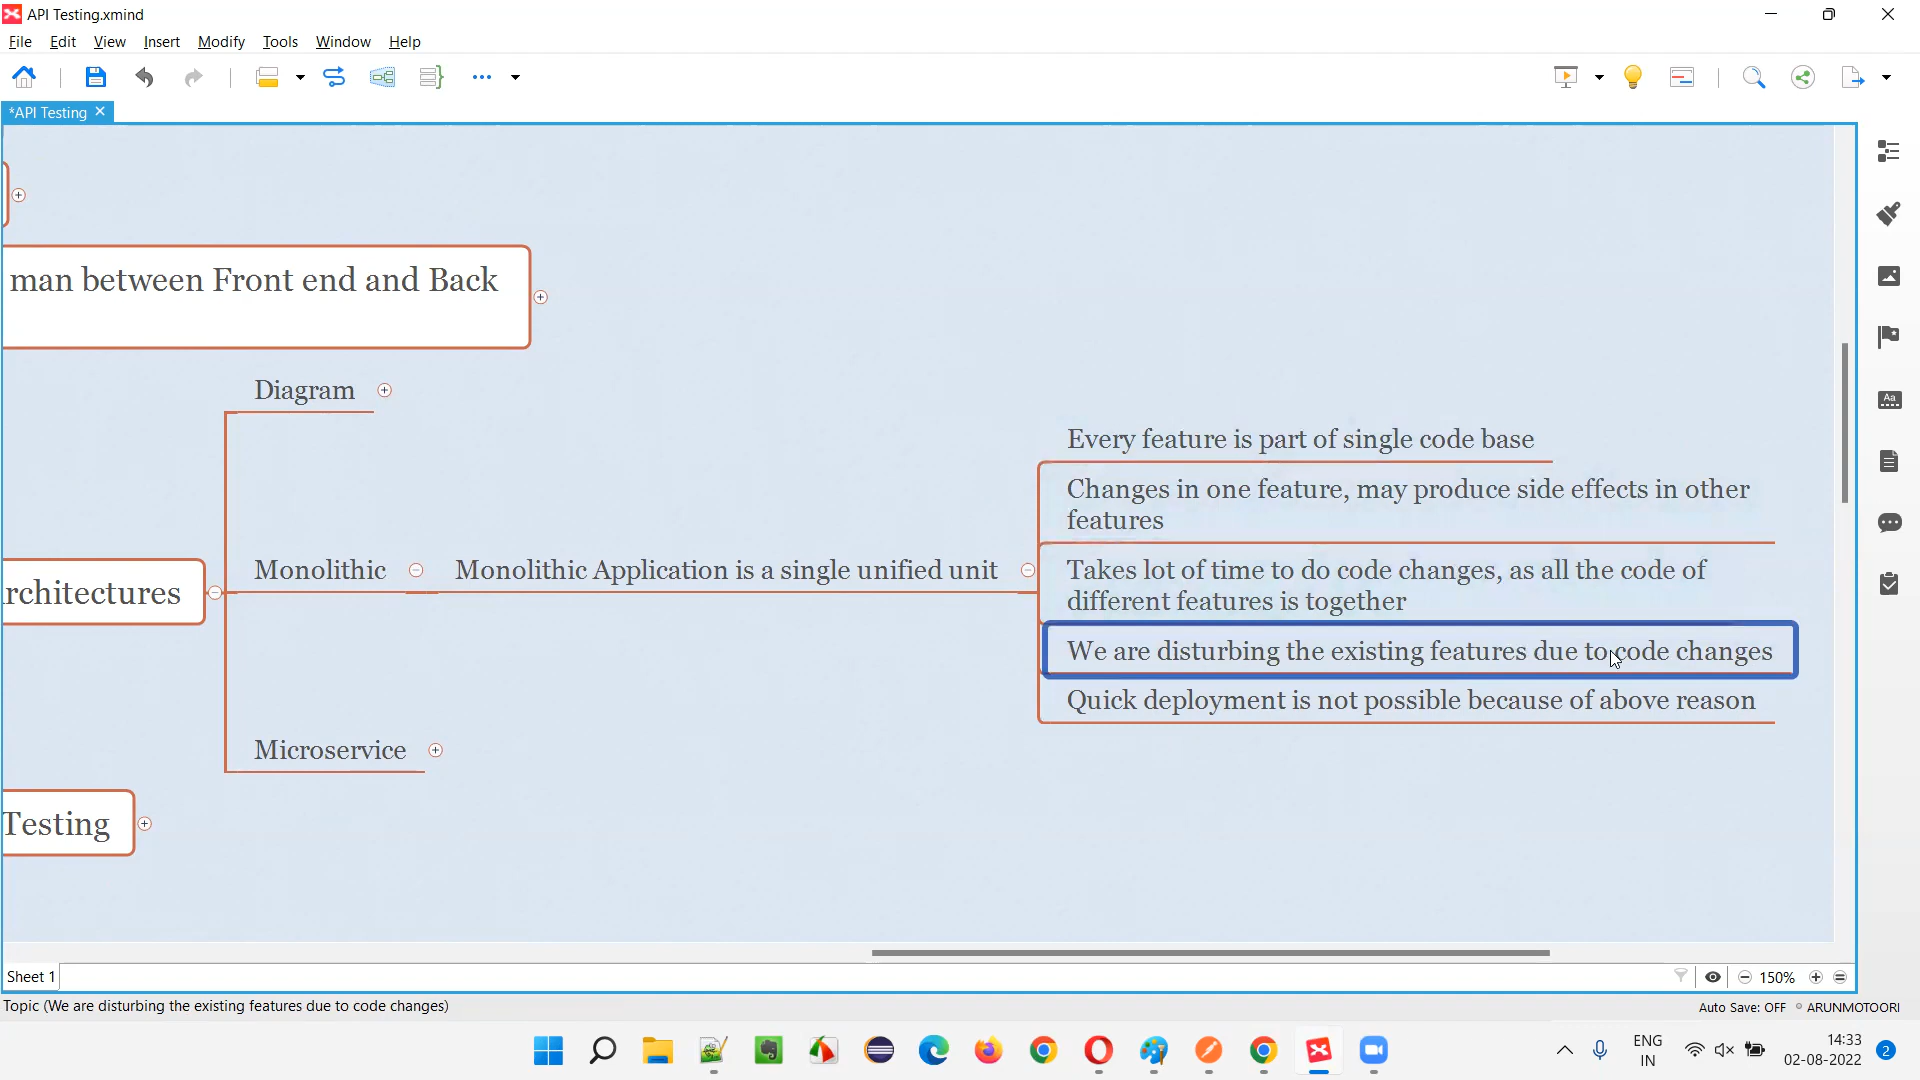 API Testing.xmind
File Edit View Insert Modify Tools Window Help
*API Testing
man between Front end and Back
Diagram
Every feature is part of single code base
Changes in one feature, may produce side effects in other
features
Monolithic
Monolithic Application is a single unified unit
Takes lot of time to do code changes, as all the code of
different features is together
rchitectures
We are disturbing the existing features due to code changes
Quick deployment is not possible because of above reason
Microservice
Testing
Sheet 1
150%
Topic (We are disturbing the existing features due to code changes)
Auto Save: OFF
ARUNMOTOORI
Aa
ENG
IN
14:33
02-08-2022
2